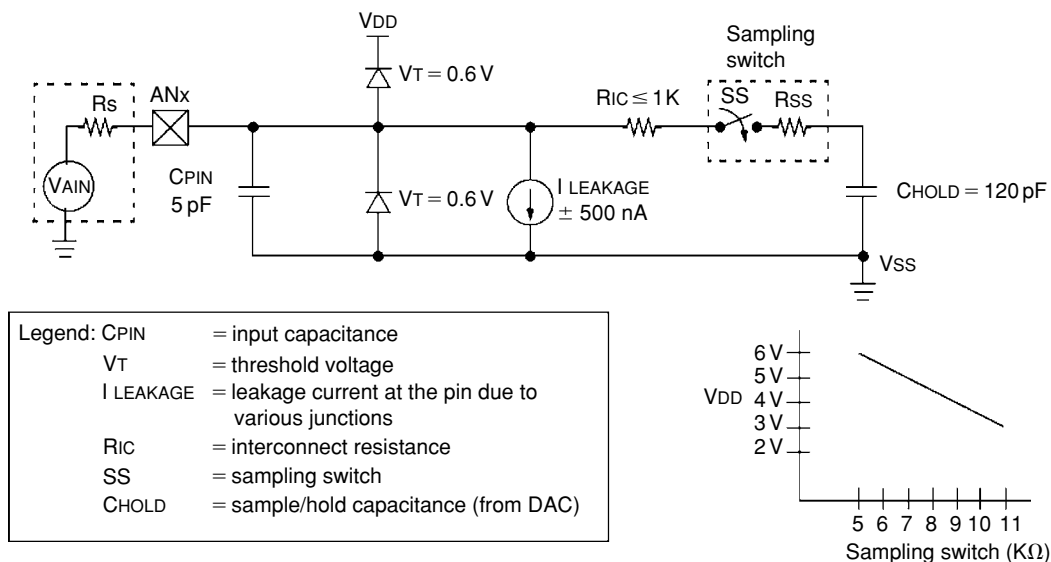 VDD
Sampling
switch
VT = 0.6 V
RIC ≤ 1K
SS
RSS
Rs
ANx
VAIN
CPIN
5 pF
VT = 0.6 V
I LEAKAGE
± 500 nA
CHOLD = 120 pF
VSS
Legend: CPIN = input capacitance
VT = threshold voltage
I LEAKAGE = leakage current at the pin due to
various junctions
RIC = interconnect resistance
SS = sampling switch
CHOLD = sample/hold capacitance (from DAC)
6 V
5 V
VDD 4 V
3 V
2 V
5 6 7 8 9 10 11
Sampling switch (KΩ)